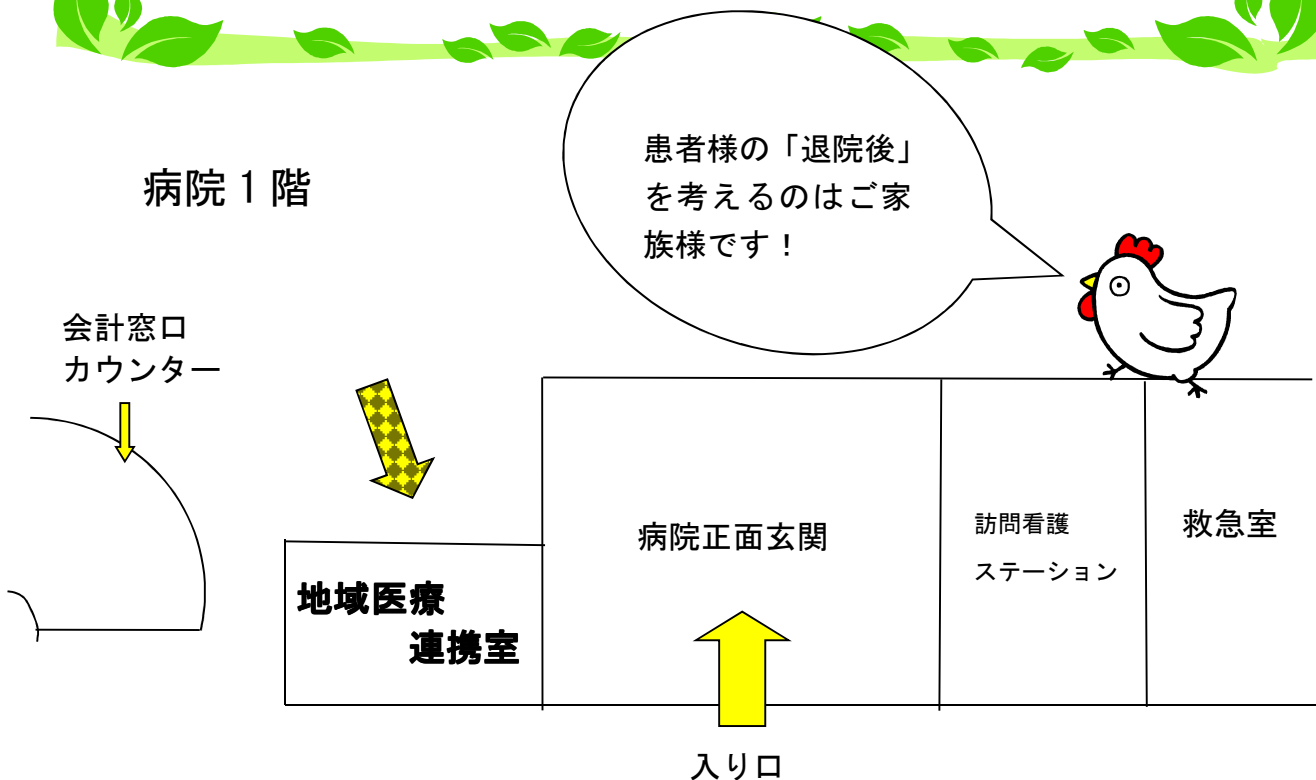 患者様の「退院後」
を考えるのはご家
族様です！
病院１階
会計窓口
カウンター
病院正面玄関
訪問看護
ステーション
救急室
地域医療
連携室
入り口